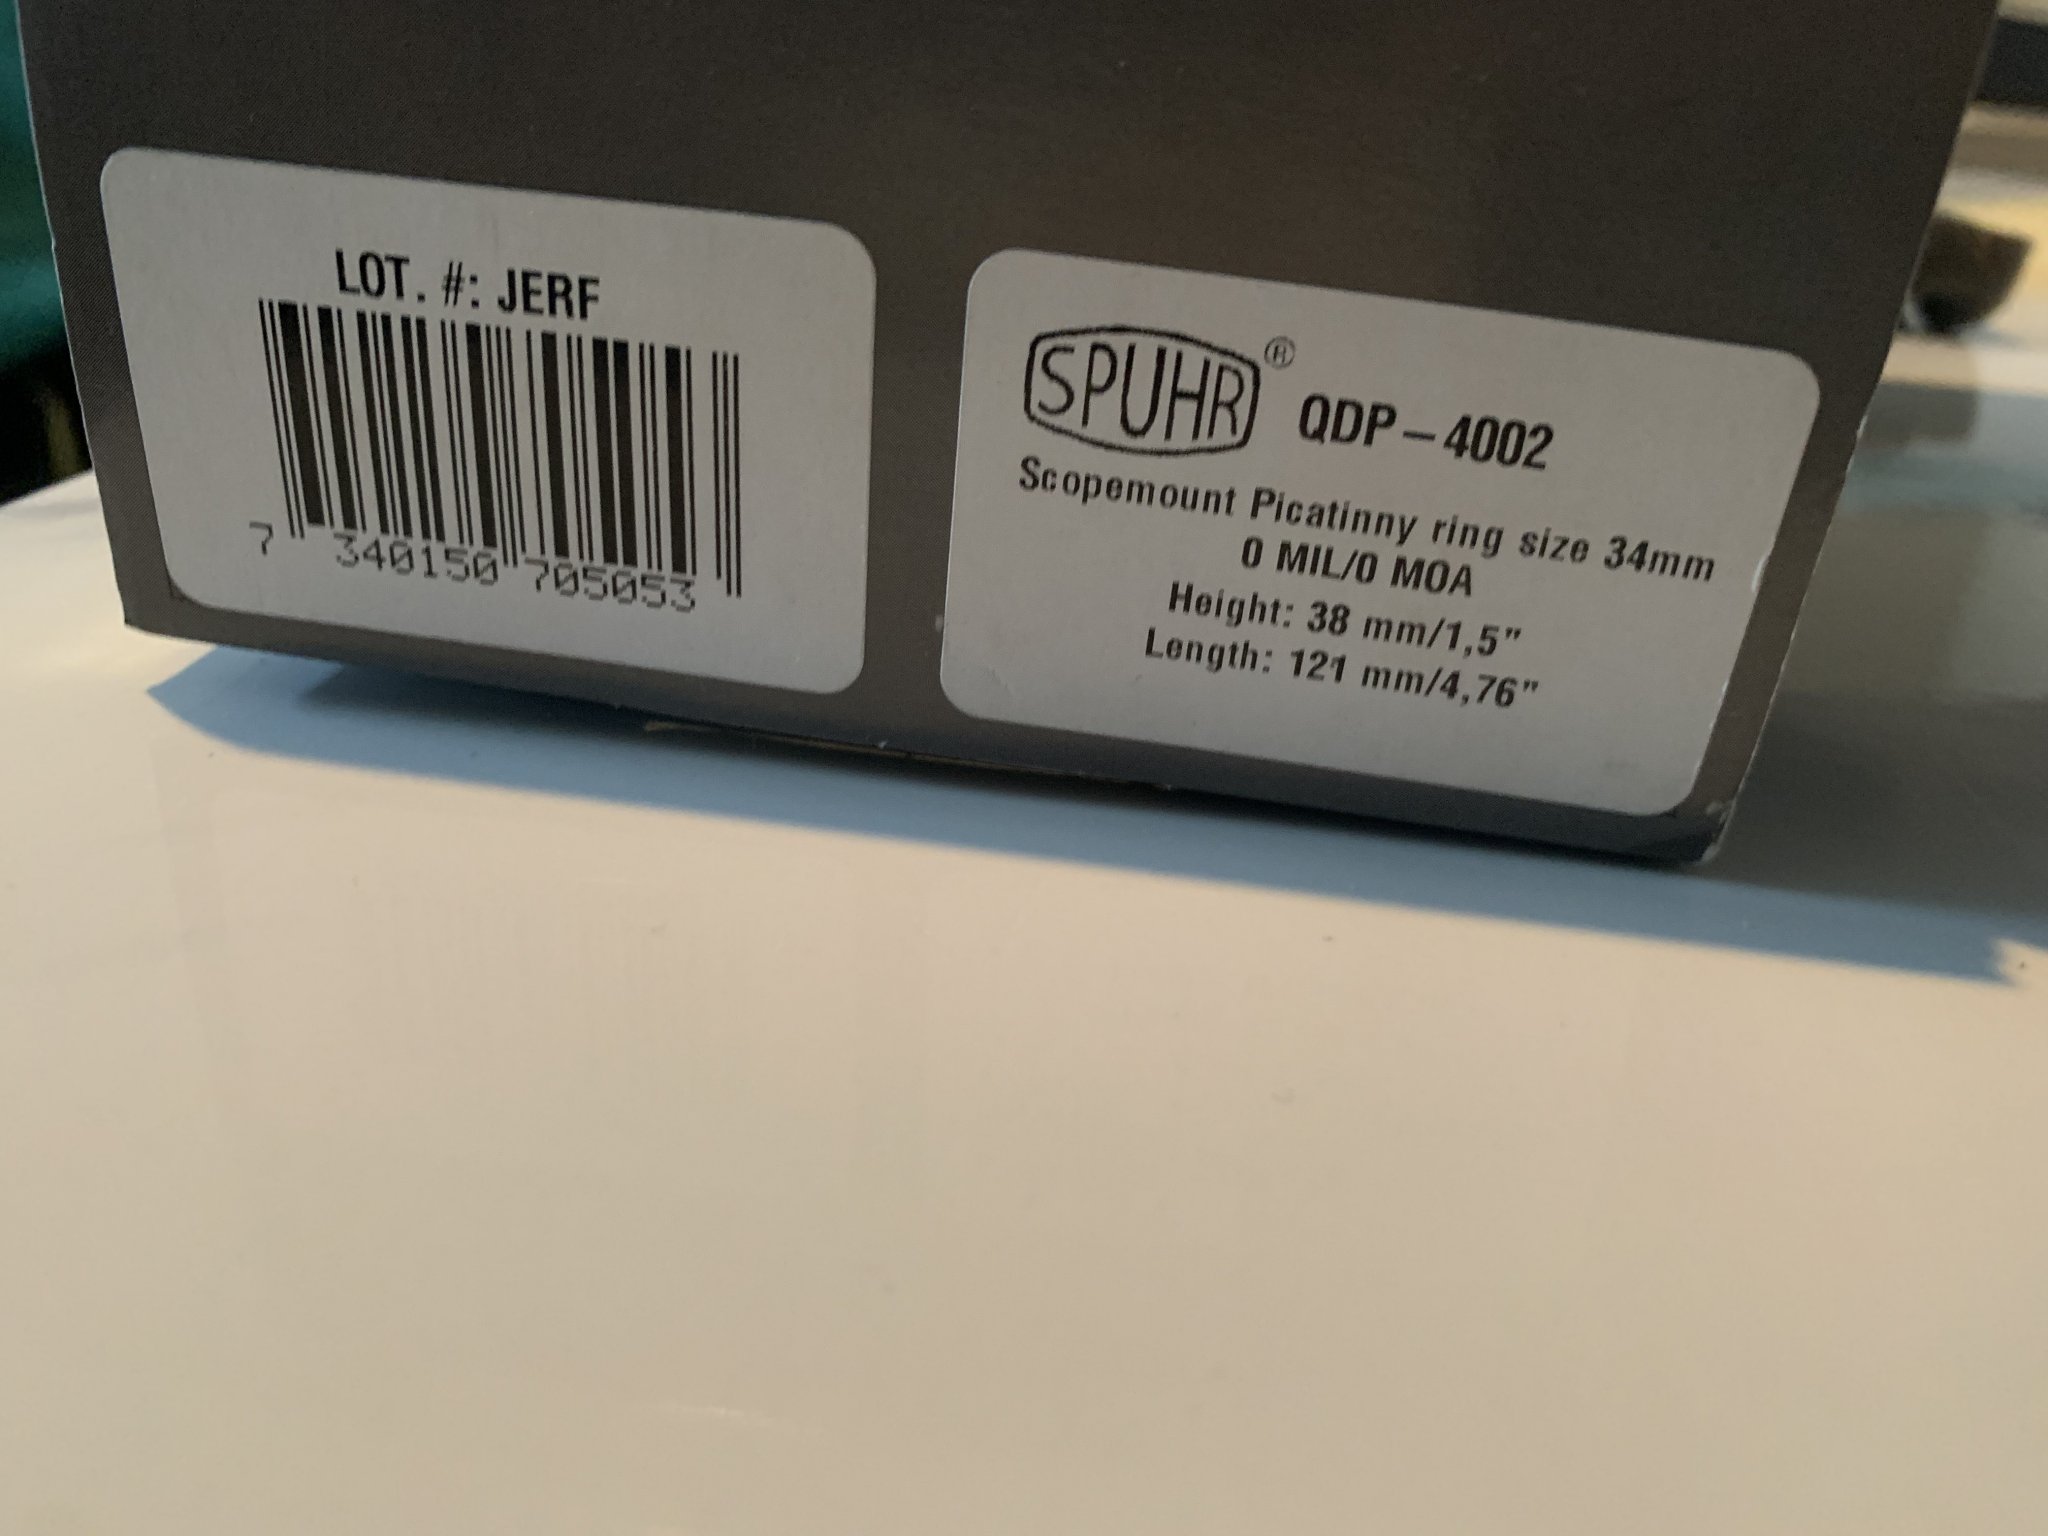 LOT. #: JERF
7 340150 705053
SPUHR® QDP-4002
Scopemount Picatinny ring size 34mm
0 MIL/0 MOA
Height: 38 mm/1,5"
Length: 121 mm/4,76"